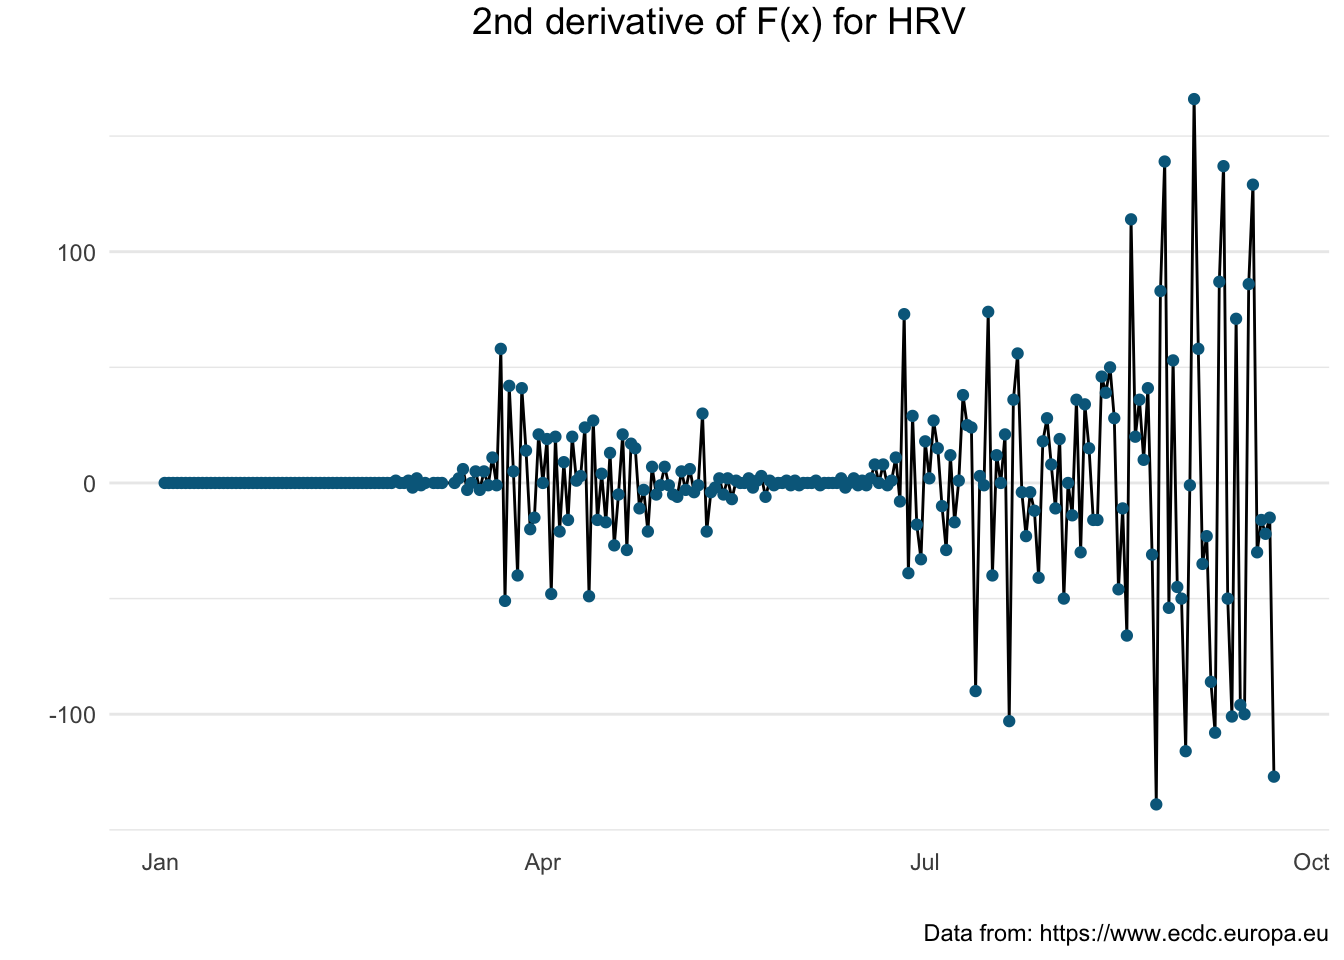 2nd derivative of F(x) for HRV
100
0
-100
Jan Apr Jul Oct
Data from: https://www.ecdc.europa.eu